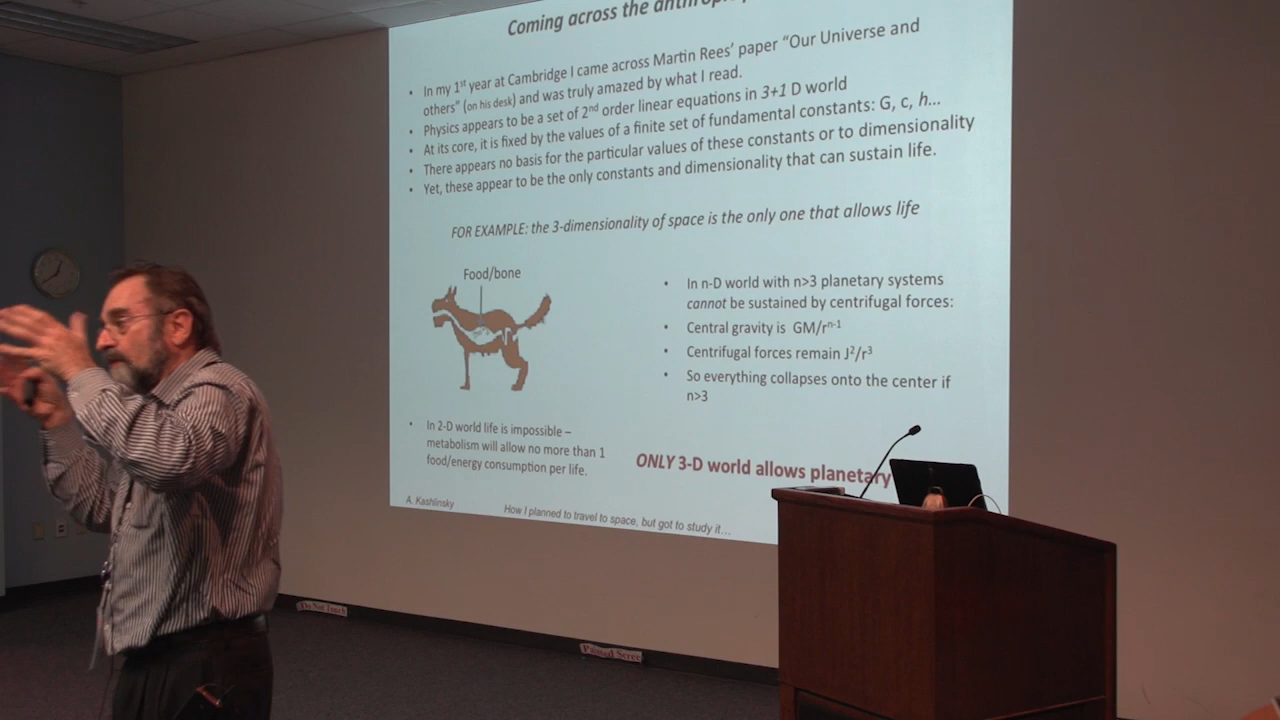 Coming across the
• In my 1st year at Cambridge I came across Martin Rees' paper "Our Universe and
others" (on his desk) and was truly amazed by what I read.
• Physics appears to be a set of 2nd order linear equations in 3+1 D world
• At its core, it is fixed by the values of a finite set of fundamental constants: G, c, h...
• There appears no basis for the particular values of these constants or to dimensionality
• Yet, these appear to be the only constants and dimensionality that can sustain life.
FOR EXAMPLE: the 3-dimensionality of space is the only one that allows life
Food/bone
• In 2-D world life is impossible –
metabolism will allow no more than 1
food/energy consumption per life.
• In n-D world with n>3 planetary systems
cannot be sustained by centrifugal forces:
• Central gravity is GM/rn-1
• Centrifugal forces remain J2/r3
• So everything collapses onto the center if
n>3
ONLY 3-D world allows planetary
A. Kashlinsky
How I planned to travel to space, but got to study it...
Do Not Touch
Painted Scree